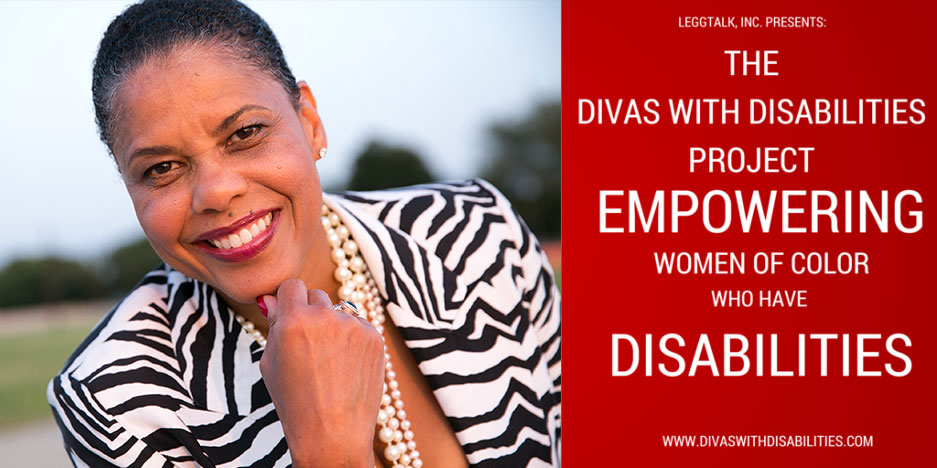 LEGGTALK, INC. PRESENTS:
THE
DIVAS WITH DISABILITIES
PROJECT
EMPOWERING
WOMEN OF COLOR
WHO HAVE
DISABILITIES
WWW.DIVASWITHDISABILITIES.COM